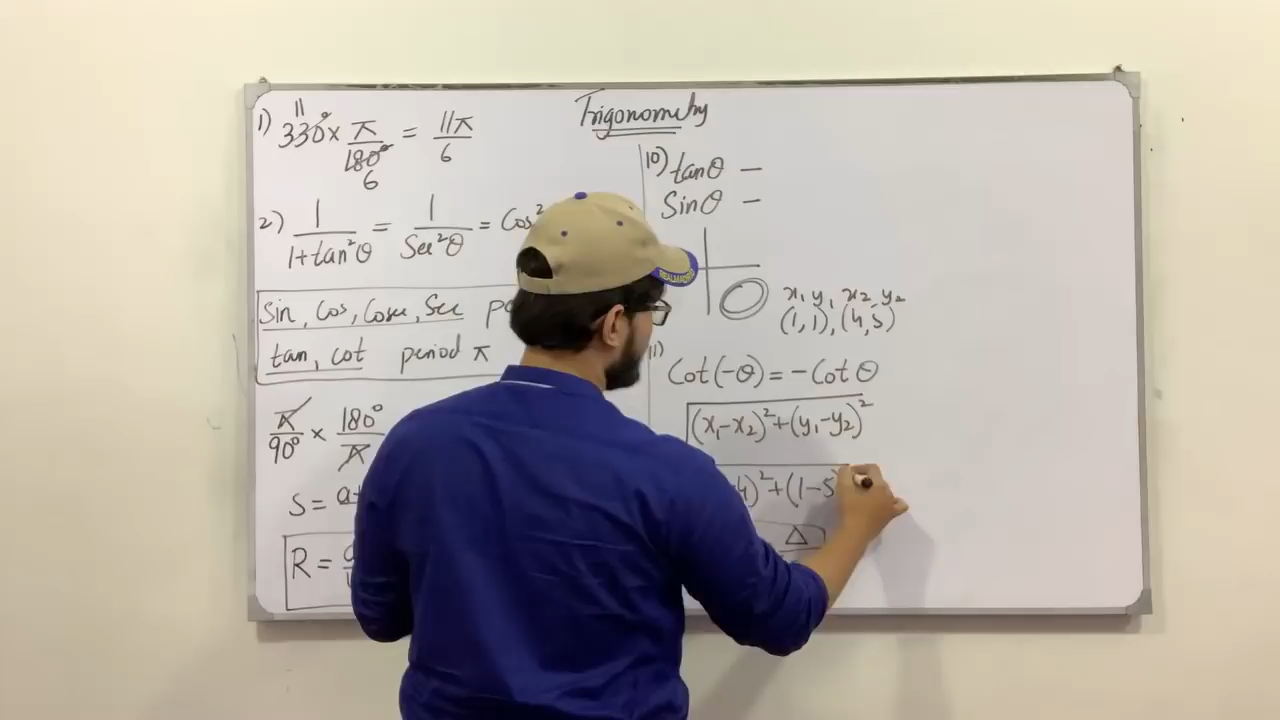 Trigonometry
1) 330° × π/180° = 11π/6
11
6
2) 1/(1+tan²θ) = 1/Sec²θ = Cos²
Sin, Cos, Cosec, Sec
tan, cot period π
π/90° × 180°/π
S =
R =
10) tanθ –
Sinθ –
x₁ y₁ x₂ y₂
(1,1), (4,5)
11)
Cot(-θ) = -Cotθ
(x₁-x₂)²+(y₁-y₂)²
4)²+(1-5
Δ
REALMADRID